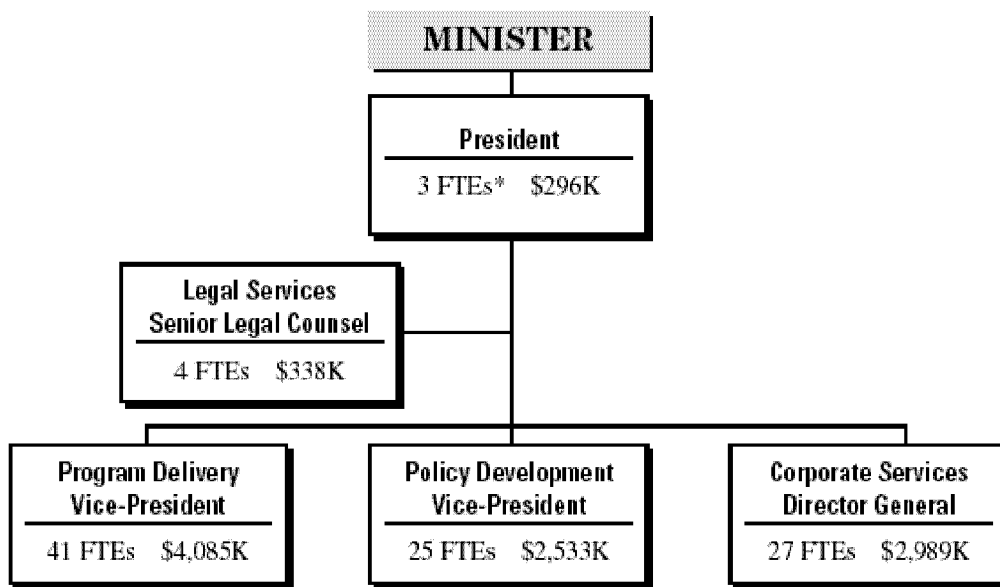 MINISTER
President
3 FTEs* $296K
Legal Services
Senior Legal Counsel
4 FTEs $338K
Program Delivery
Vice-President
41 FTEs $4,085K
Policy Development
Vice-President
25 FTEs $2,533K
Corporate Services
Director General
27 FTEs $2,989K